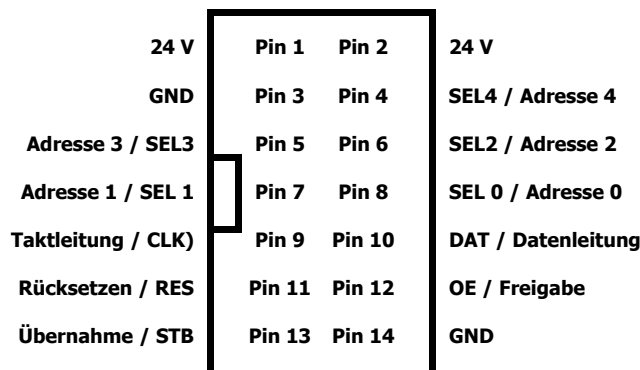 24 V Pin 1 Pin 2 24 V
GND Pin 3 Pin 4 SEL4 / Adresse 4
Adresse 3 / SEL3 Pin 5 Pin 6 SEL2 / Adresse 2
Adresse 1 / SEL 1 Pin 7 Pin 8 SEL 0 / Adresse 0
Taktleitung / CLK) Pin 9 Pin 10 DAT / Datenleitung
Rücksetzen / RES Pin 11 Pin 12 OE / Freigabe
Übernahme / STB Pin 13 Pin 14 GND